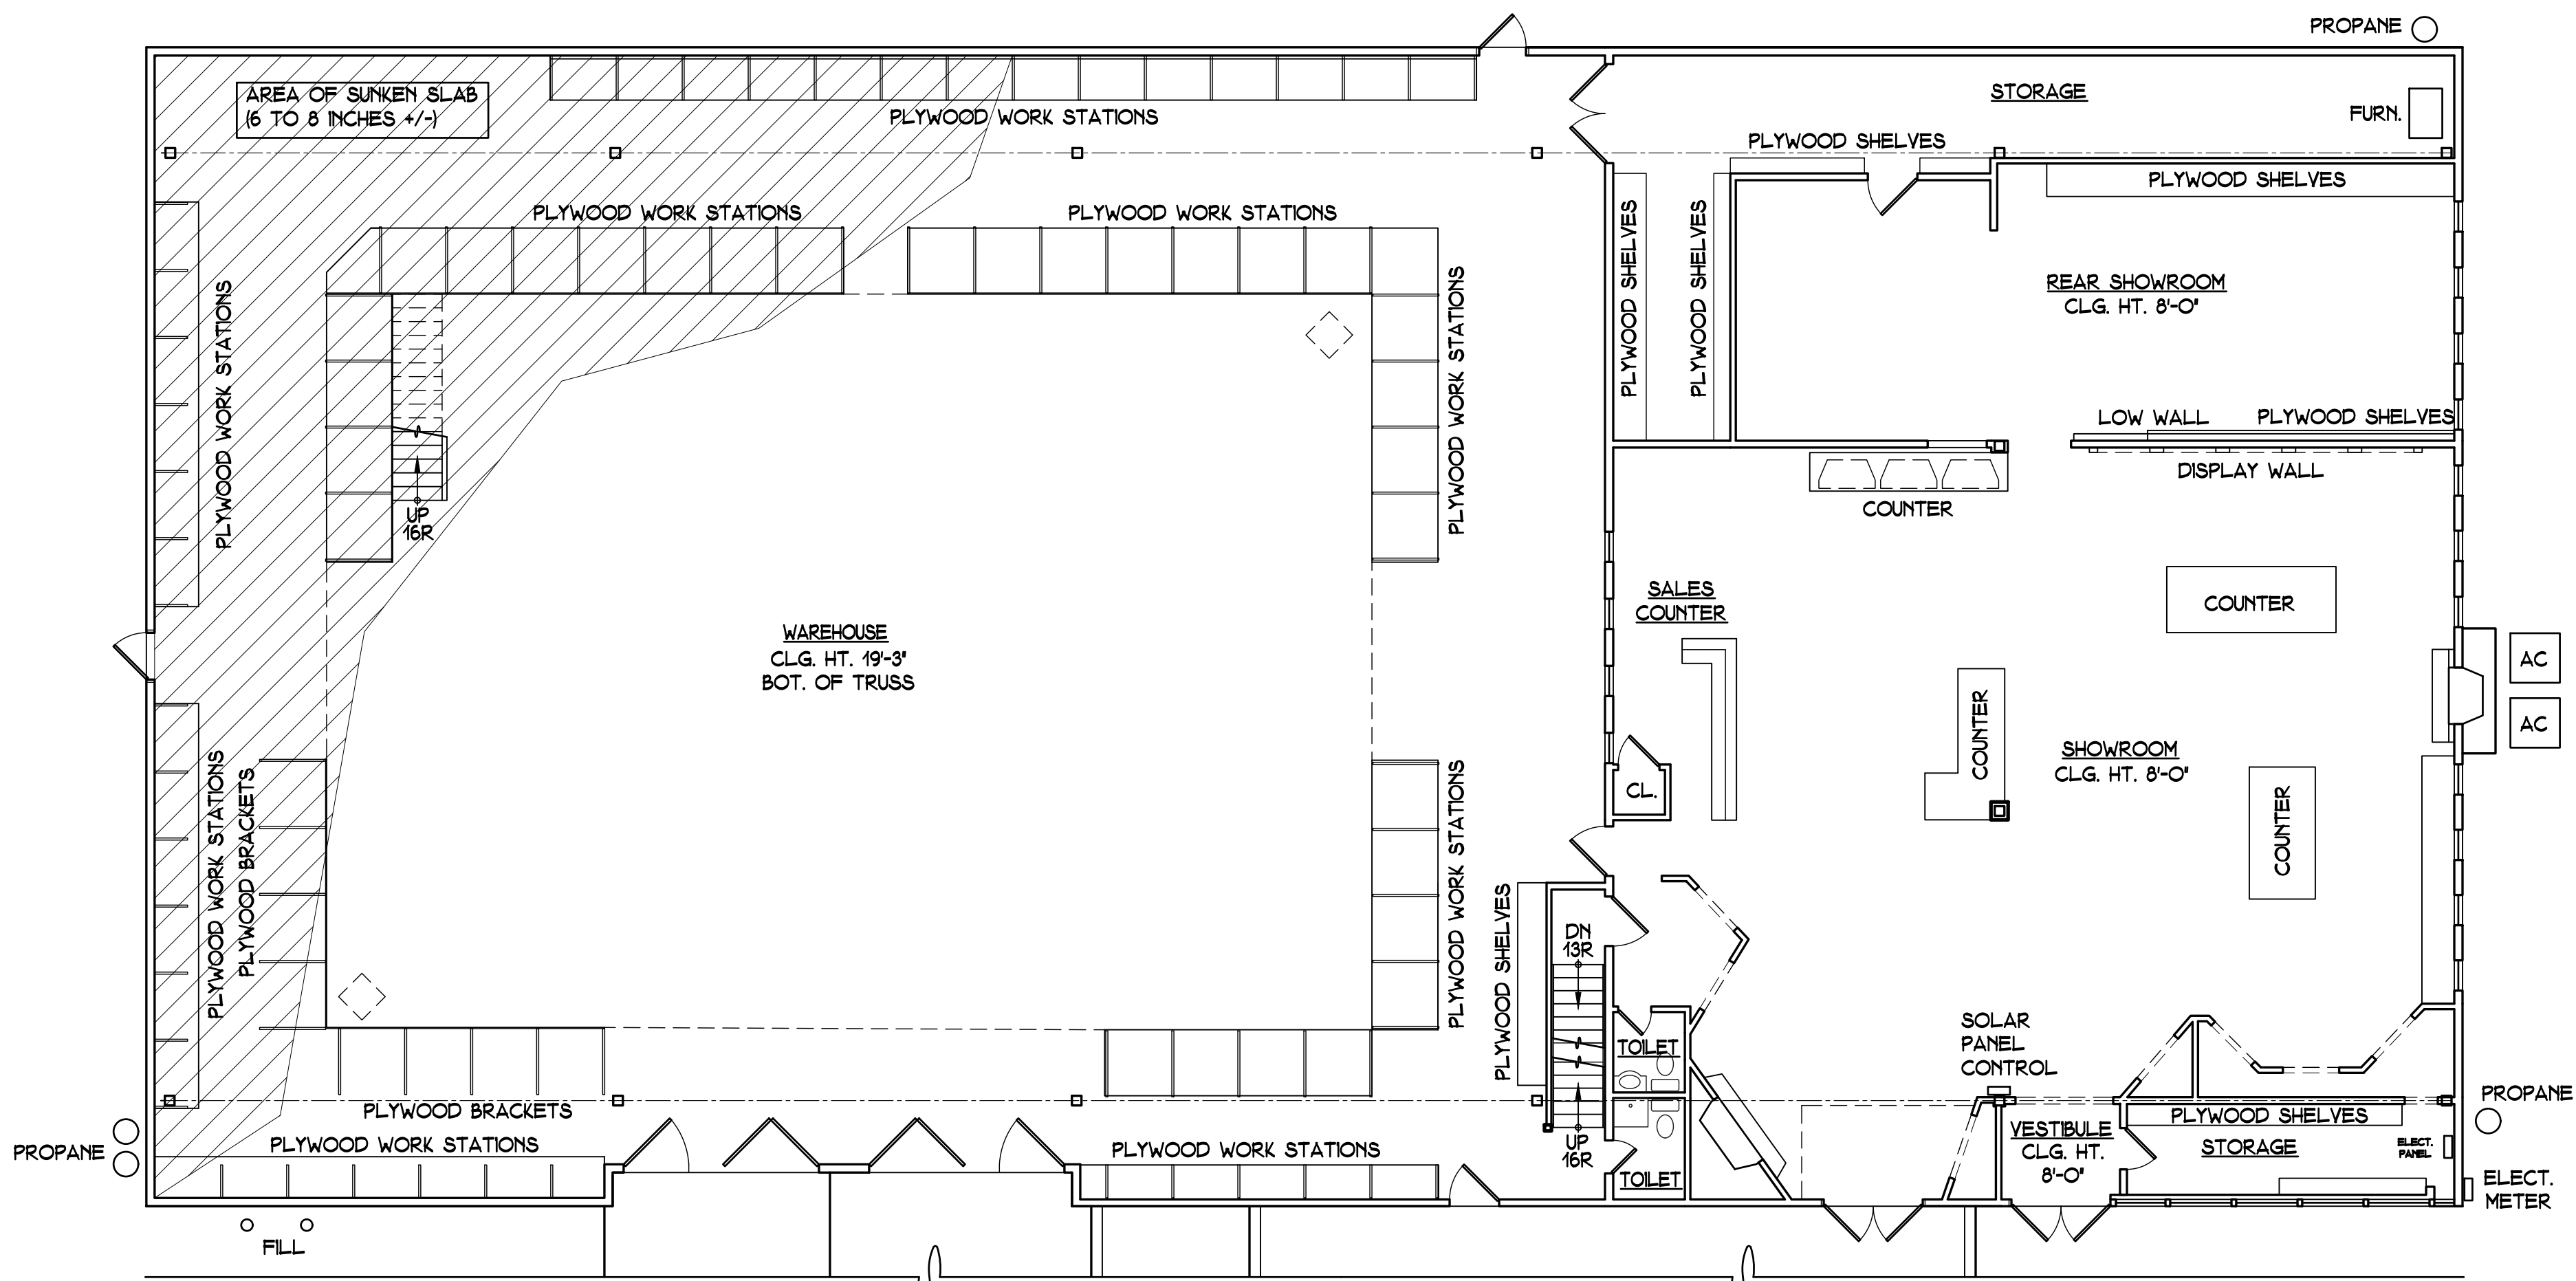 PROPANE
AREA OF SUNKEN SLAB
(6 TO 8 INCHES +/-)
PLYWOOD WORK STATIONS
STORAGE
FURN.
PLYWOOD SHELVES
PLYWOOD SHELVES
PLYWOOD WORK STATIONS
PLYWOOD WORK STATIONS
PLYWOOD WORK STATIONS
PLYWOOD WORK STATIONS
PLYWOOD SHELVES
PLYWOOD SHELVES
REAR SHOWROOM
CLG. HT. 8'-0"
LOW WALL
PLYWOOD SHELVES
DISPLAY WALL
COUNTER
UP
16R
SALES
COUNTER
COUNTER
WAREHOUSE
CLG. HT. 19'-3"
BOT. OF TRUSS
AC
AC
COUNTER
SHOWROOM
CLG. HT. 8'-0"
CL.
COUNTER
PLYWOOD WORK STATIONS
PLYWOOD BRACKETS
PLYWOOD WORK STATIONS
PLYWOOD SHELVES
DN
13R
SOLAR
PANEL
CONTROL
TOILET
PROPANE
PLYWOOD BRACKETS
PLYWOOD SHELVES
PROPANE
PLYWOOD WORK STATIONS
PLYWOOD WORK STATIONS
UP
16R
VESTIBULE
CLG. HT.
8'-0"
STORAGE
ELECT.
PANEL
TOILET
ELECT.
METER
FILL